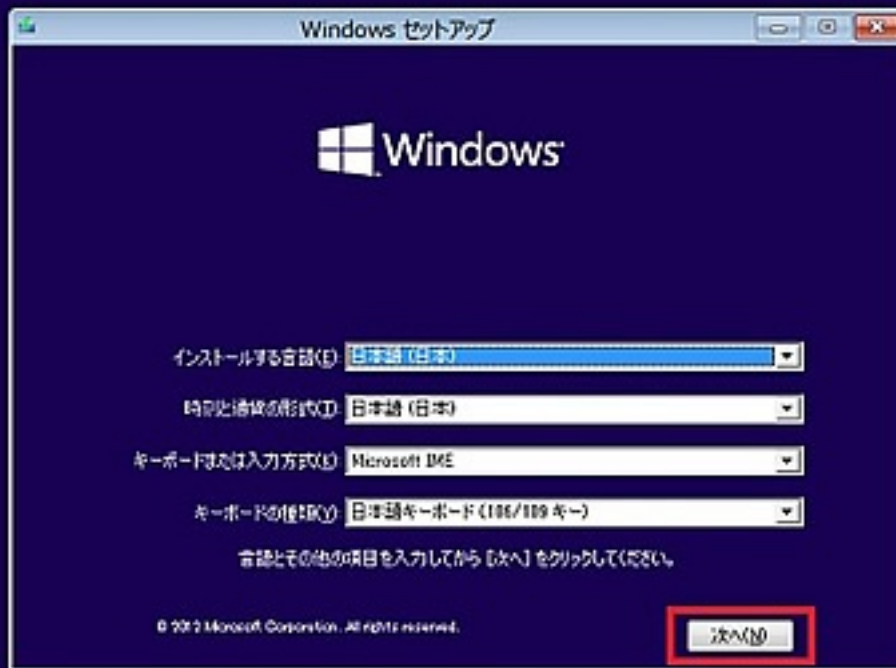 Windows セットアップ
Windows
インストールする言語(E): 日本語 (日本)
時刻と通貨の形式(T): 日本語 (日本)
キーボードまたは入力方式(K): Microsoft IME
キーボードの種類(Y): 日本語キーボード (106/109 キー)
言語とその他の項目を入力してから [次へ] をクリックしてください。
© 2012 Microsoft Corporation. All rights reserved.
次へ(N)